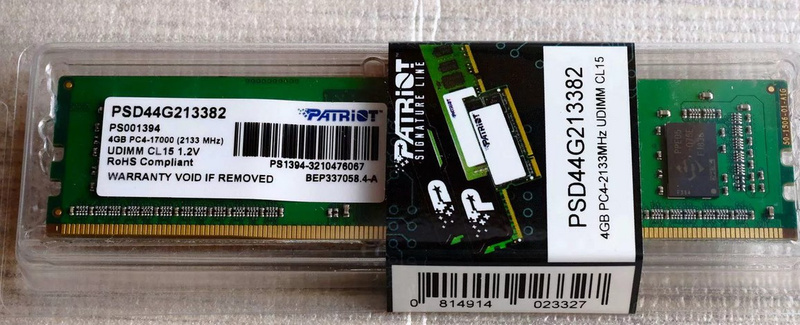 PSD44G213382
PS001394
4GB PC4-17000 (2133 MHz)
UDIMM CL15 1.2V
RoHS Compliant
WARRANTY VOID IF REMOVED
PATRIOT
PS1394-3210476067
BEP337058.4-A
PATRIOT
SIGNATURE LINE
PATRIOT
P
P
PSD44G213382
4GB PC4-2133MHz UDIMM CL15
0 814914 023327